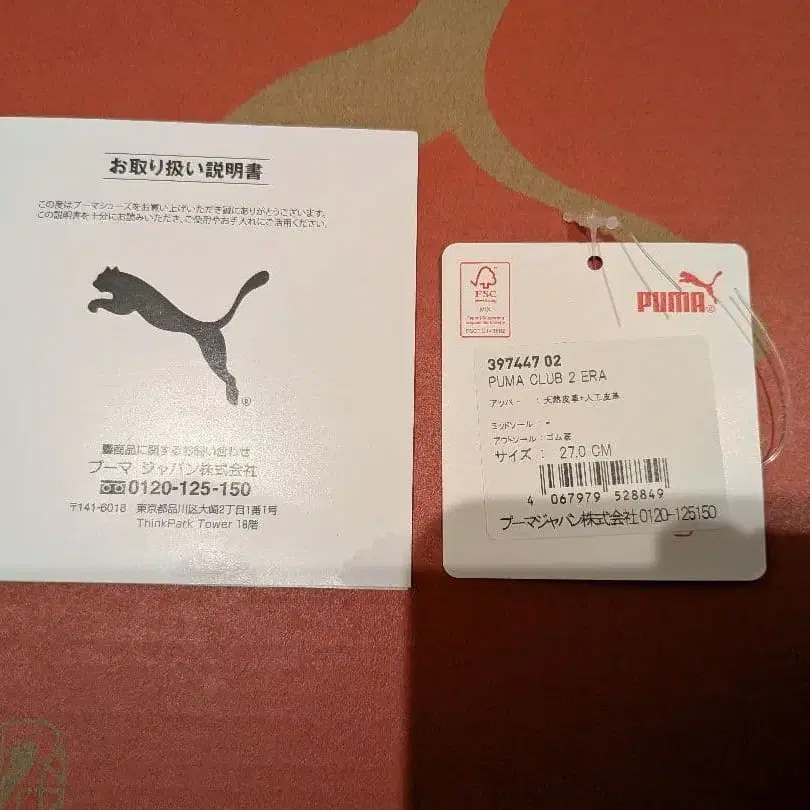 お取り扱い説明書
この度はプーマシューズをお買い上げいただき誠にありがとうございます。
この説明書を十分にお読みいただき、ご使用やお手入れにご活用ください。
®
■商品に関するお問い合わせ
プーマ ジャパン株式会社
0120-125-150
〒141-6018 東京都品川区大崎2丁目1番1号
ThinkPark Tower 18階
FSC
MIX
PUMA®
397447 02
PUMA CLUB 2 ERA
アッパー : 天然皮革+人工皮革
ミッドソール : -
アウトソール : ゴム底
サイズ : 27.0 CM
4 067979 528849
プーマジャパン株式会社0120-125150